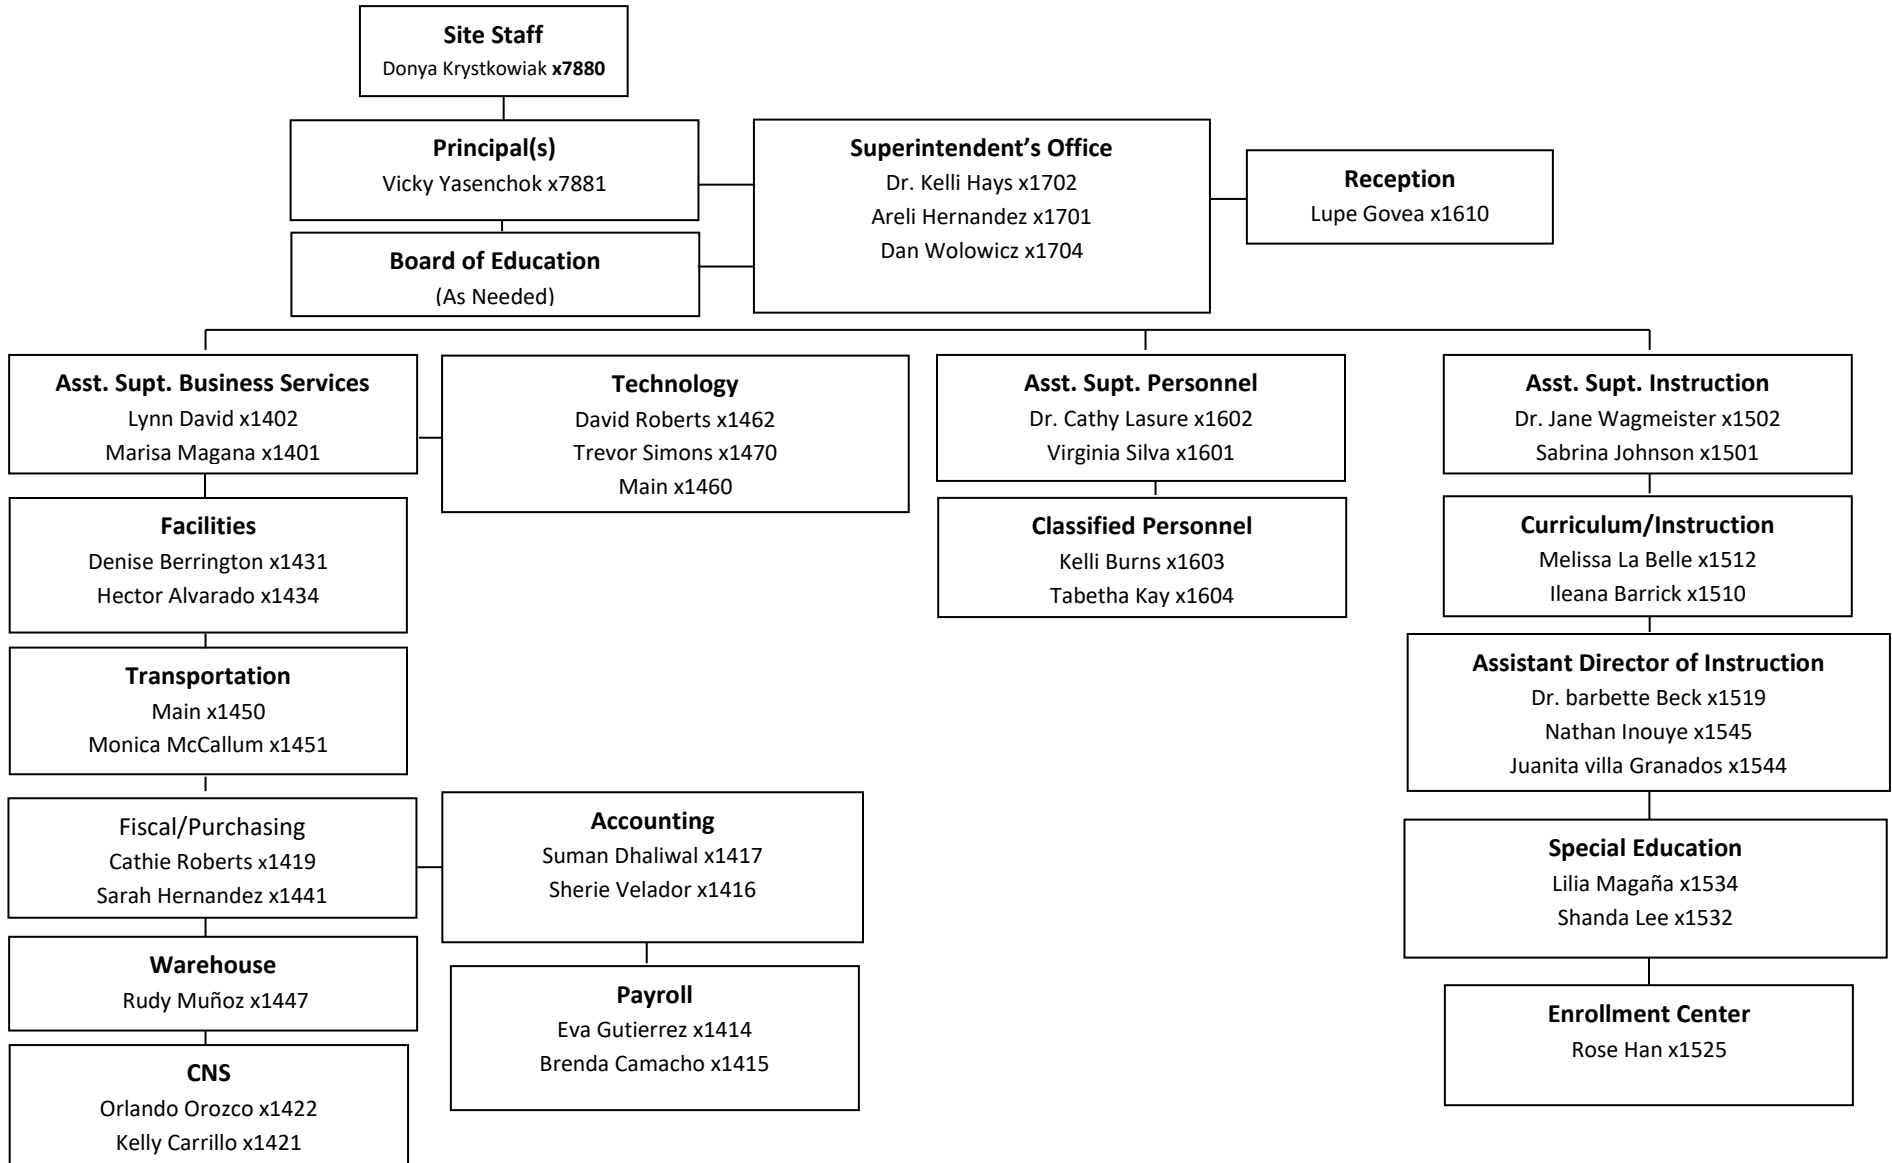 Site Staff
Donya Krystkowiak x7880
Principal(s)
Vicky Yasenchok x7881
Board of Education
(As Needed)
Superintendent’s Office
Dr. Kelli Hays x1702
Areli Hernandez x1701
Dan Wolowicz x1704
Reception
Lupe Govea x1610
Asst. Supt. Business Services
Lynn David x1402
Marisa Magana x1401
Technology
David Roberts x1462
Trevor Simons x1470
Main x1460
Facilities
Denise Berrington x1431
Hector Alvarado x1434
Transportation
Main x1450
Monica McCallum x1451
Fiscal/Purchasing
Cathie Roberts x1419
Sarah Hernandez x1441
Accounting
Suman Dhaliwal x1417
Sherie Velador x1416
Payroll
Eva Gutierrez x1414
Brenda Camacho x1415
Warehouse
Rudy Muñoz x1447
CNS
Orlando Orozco x1422
Kelly Carrillo x1421
Asst. Supt. Personnel
Dr. Cathy Lasure x1602
Virginia Silva x1601
Classified Personnel
Kelli Burns x1603
Tabetha Kay x1604
Asst. Supt. Instruction
Dr. Jane Wagmeister x1502
Sabrina Johnson x1501
Curriculum/Instruction
Melissa La Belle x1512
Ileana Barrick x1510
Assistant Director of Instruction
Dr. barbette Beck x1519
Nathan Inouye x1545
Juanita villa Granados x1544
Special Education
Lilia Magaña x1534
Shanda Lee x1532
Enrollment Center
Rose Han x1525